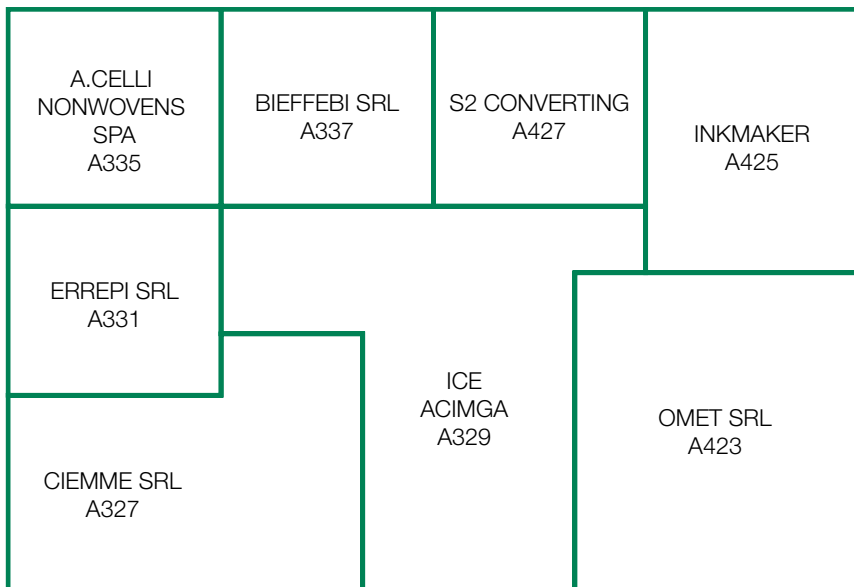 A.CELLI
NONWOVENS
SPA
A335
BIEFFEBI SRL
A337
S2 CONVERTING
A427
INKMAKER
A425
ERREPI SRL
A331
ICE
ACIMGA
A329
OMET SRL
A423
CIEMME SRL
A327